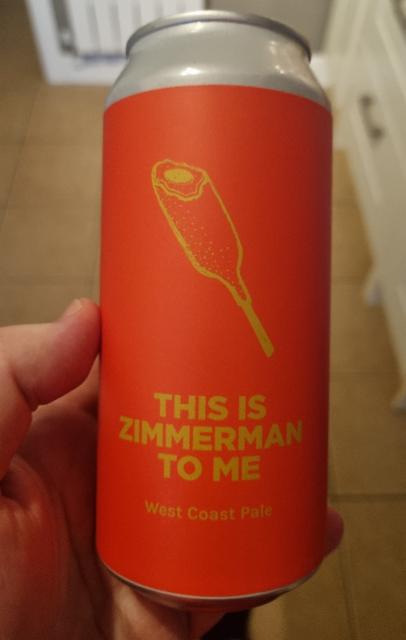 THIS IS
ZIMMERMAN
TO ME
West Coast Pale